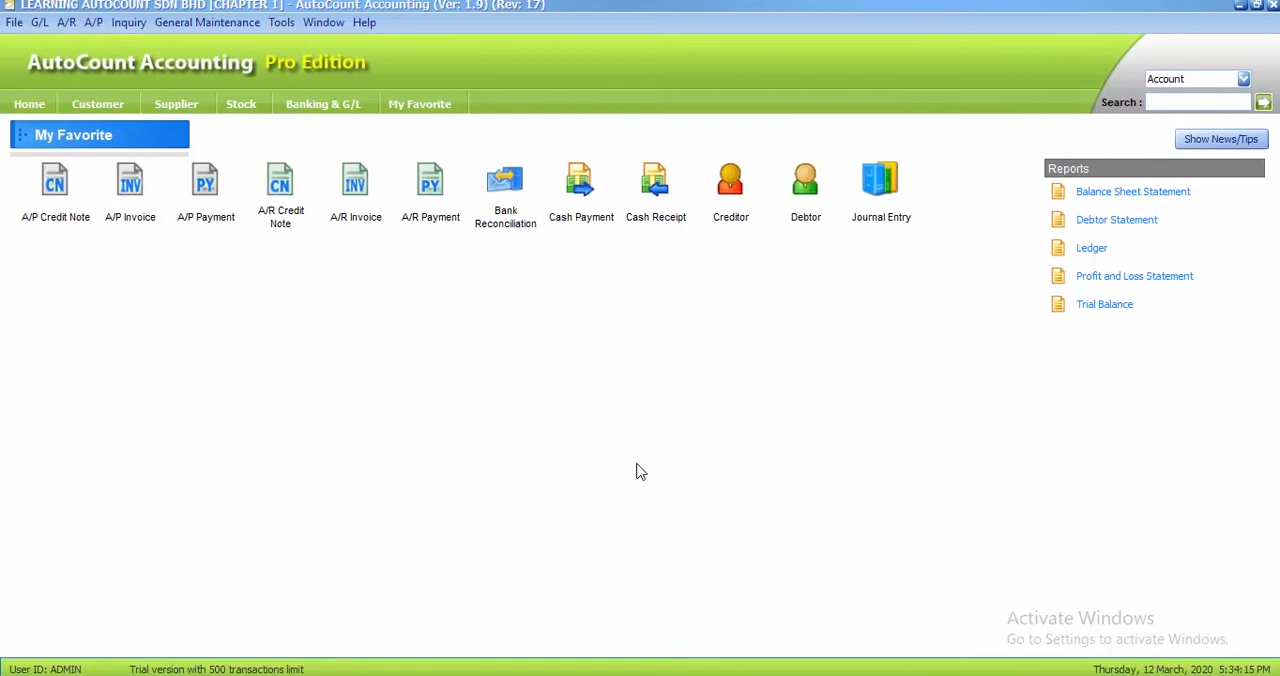 LEARNING AUTOCOUNT SDN BHD [CHAPTER 1] - AutoCount Accounting (Ver: 1.9) (Rev: 17)
File G/L A/R A/P Inquiry General Maintenance Tools Window Help
AutoCount Accounting Pro Edition
Account
Search :
Home Customer Supplier Stock Banking & G/L My Favorite
My Favorite
Show News/Tips
CN INV PY CN INV PY
A/P Credit Note A/P Invoice A/P Payment A/R Credit Note A/R Invoice A/R Payment Bank Reconciliation Cash Payment Cash Receipt Creditor Debtor Journal Entry
Reports
Balance Sheet Statement
Debtor Statement
Ledger
Profit and Loss Statement
Trial Balance
Activate Windows
Go to Settings to activate Windows.
User ID: ADMIN Trial version with 500 transactions limit Thursday, 12 March, 2020 5:34:15 PM